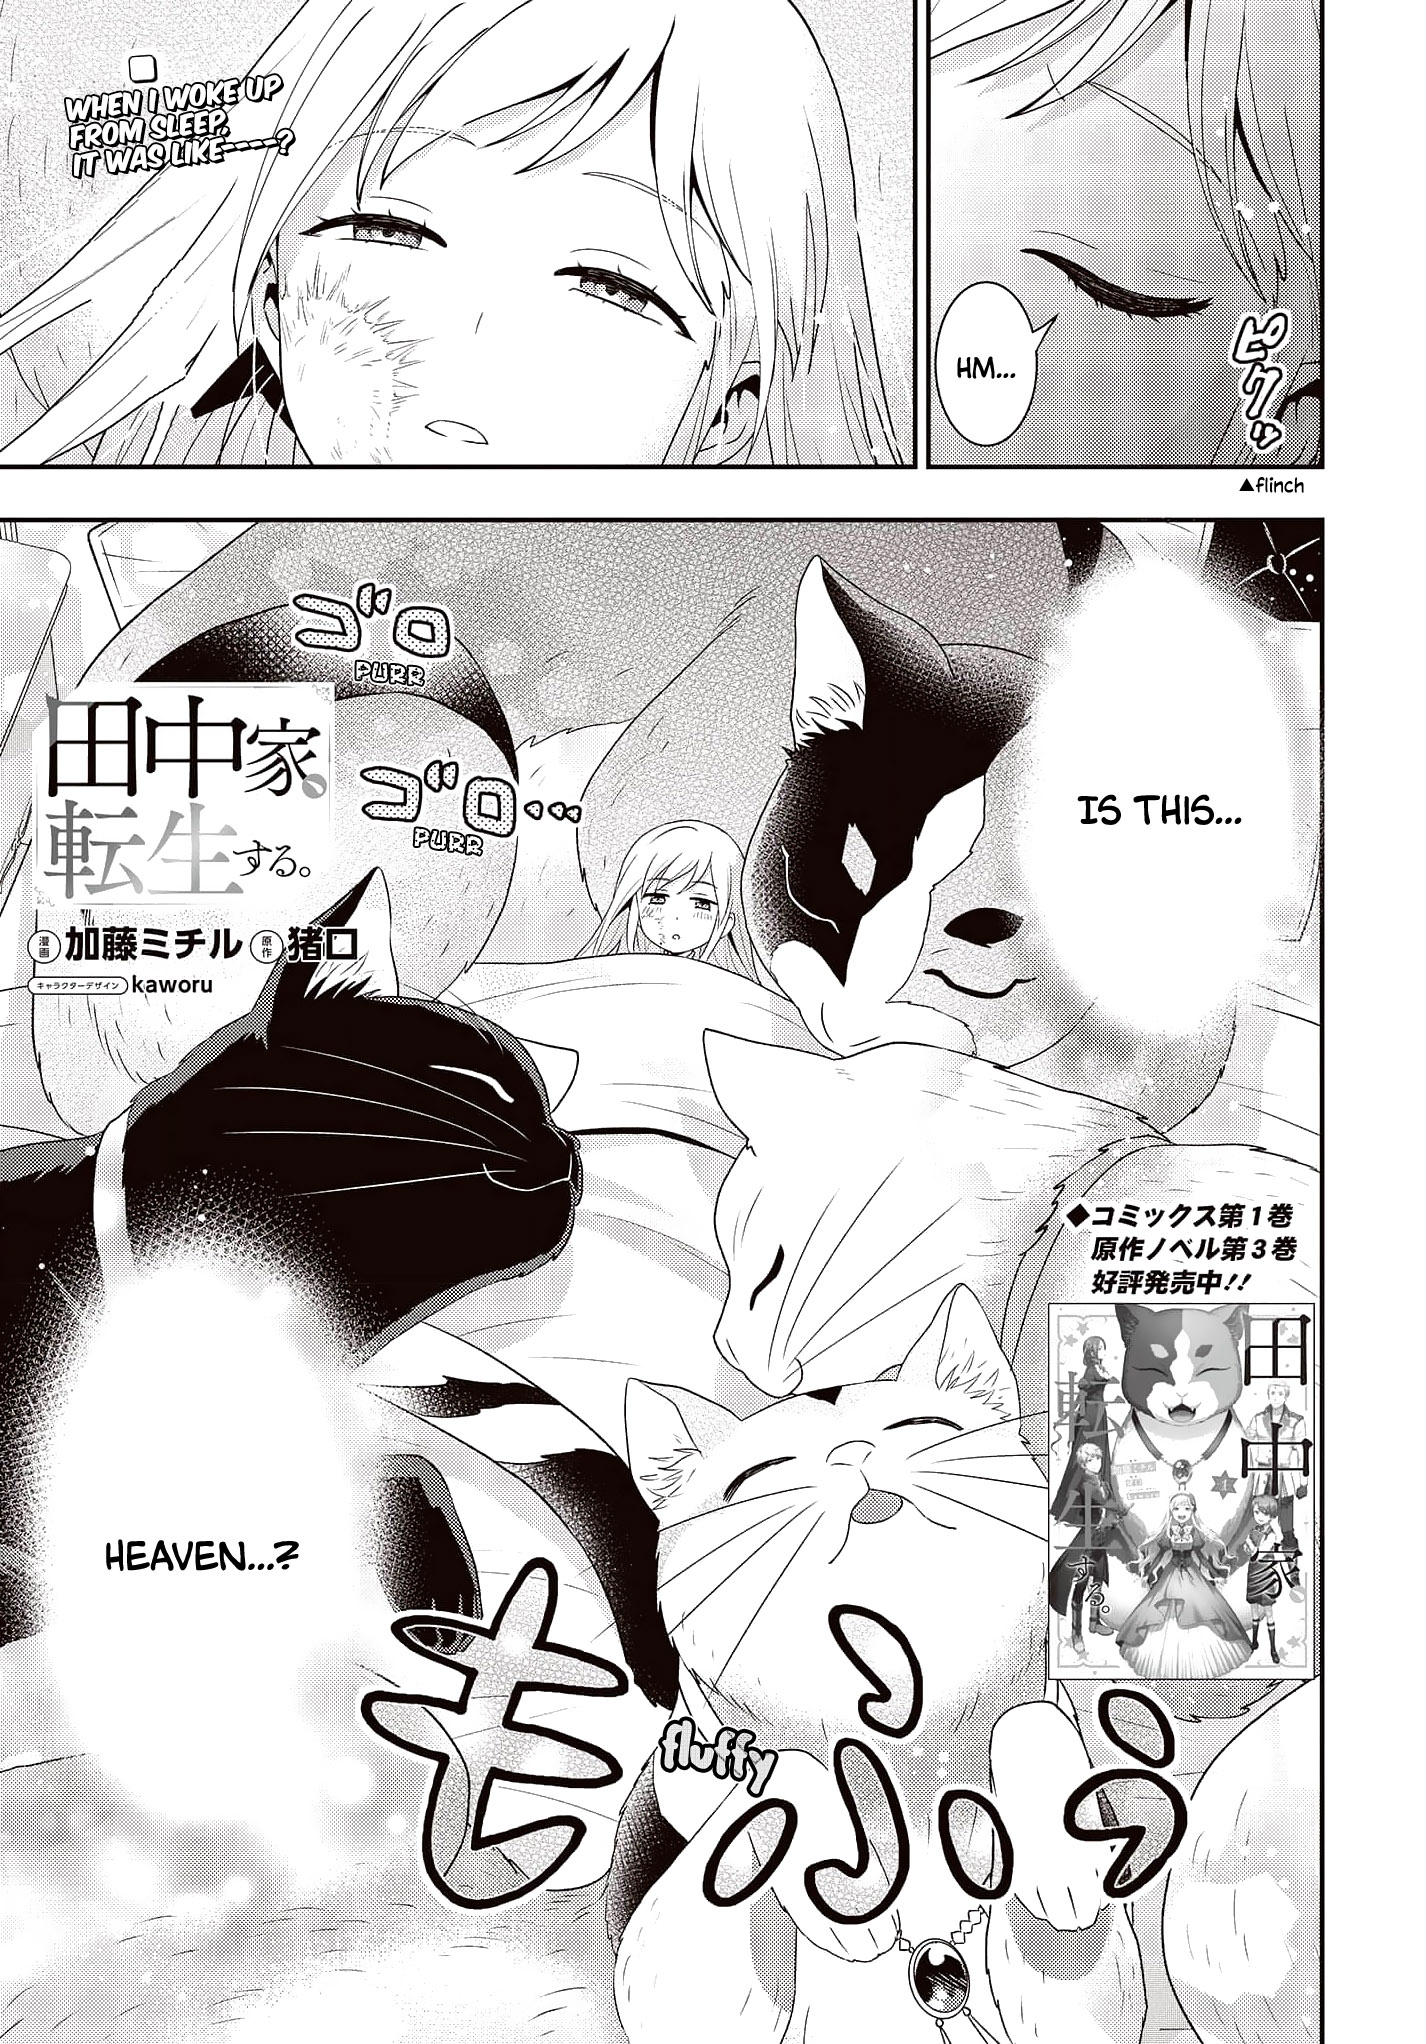 HM...
ピクッ
▲flinch
WHEN I WOKE UP
FROM SLEEP,
IT WAS LIKE----?
IS THIS...
ゴロ
PURR
ゴロ...
PURR
田中家、
転生する。
漫画 加藤ミチル 原作 猪口
キャラクターデザイン kaworu
◆コミックス第1巻
原作ノベル第3巻
好評発売中!!
田中家、
転生する。
1
HEAVEN...?
もふぅ
fluffy